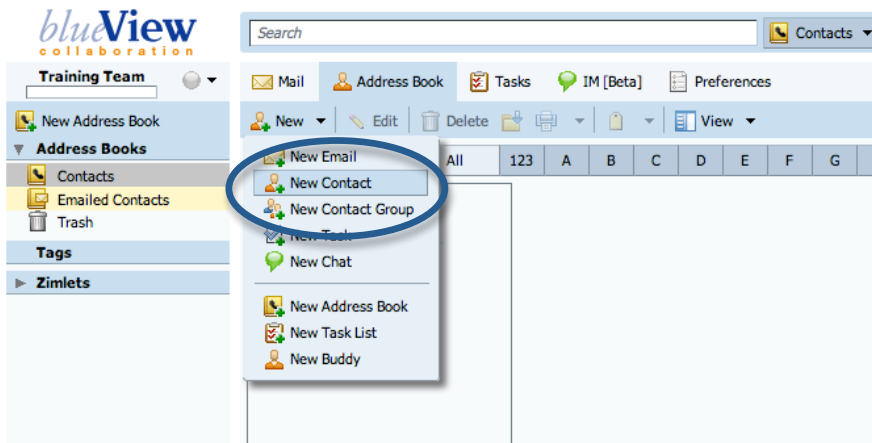 blueView
collaboration
Search
Contacts
Training Team
Mail Address Book Tasks IM [Beta] Preferences
New Address Book
New Edit Delete View
Address Books
Contacts
Emailed Contacts
Trash
Tags
Zimlets
All 123 A B C D E F G
New Email
New Contact
New Contact Group
New Task
New Chat
New Address Book
New Task List
New Buddy